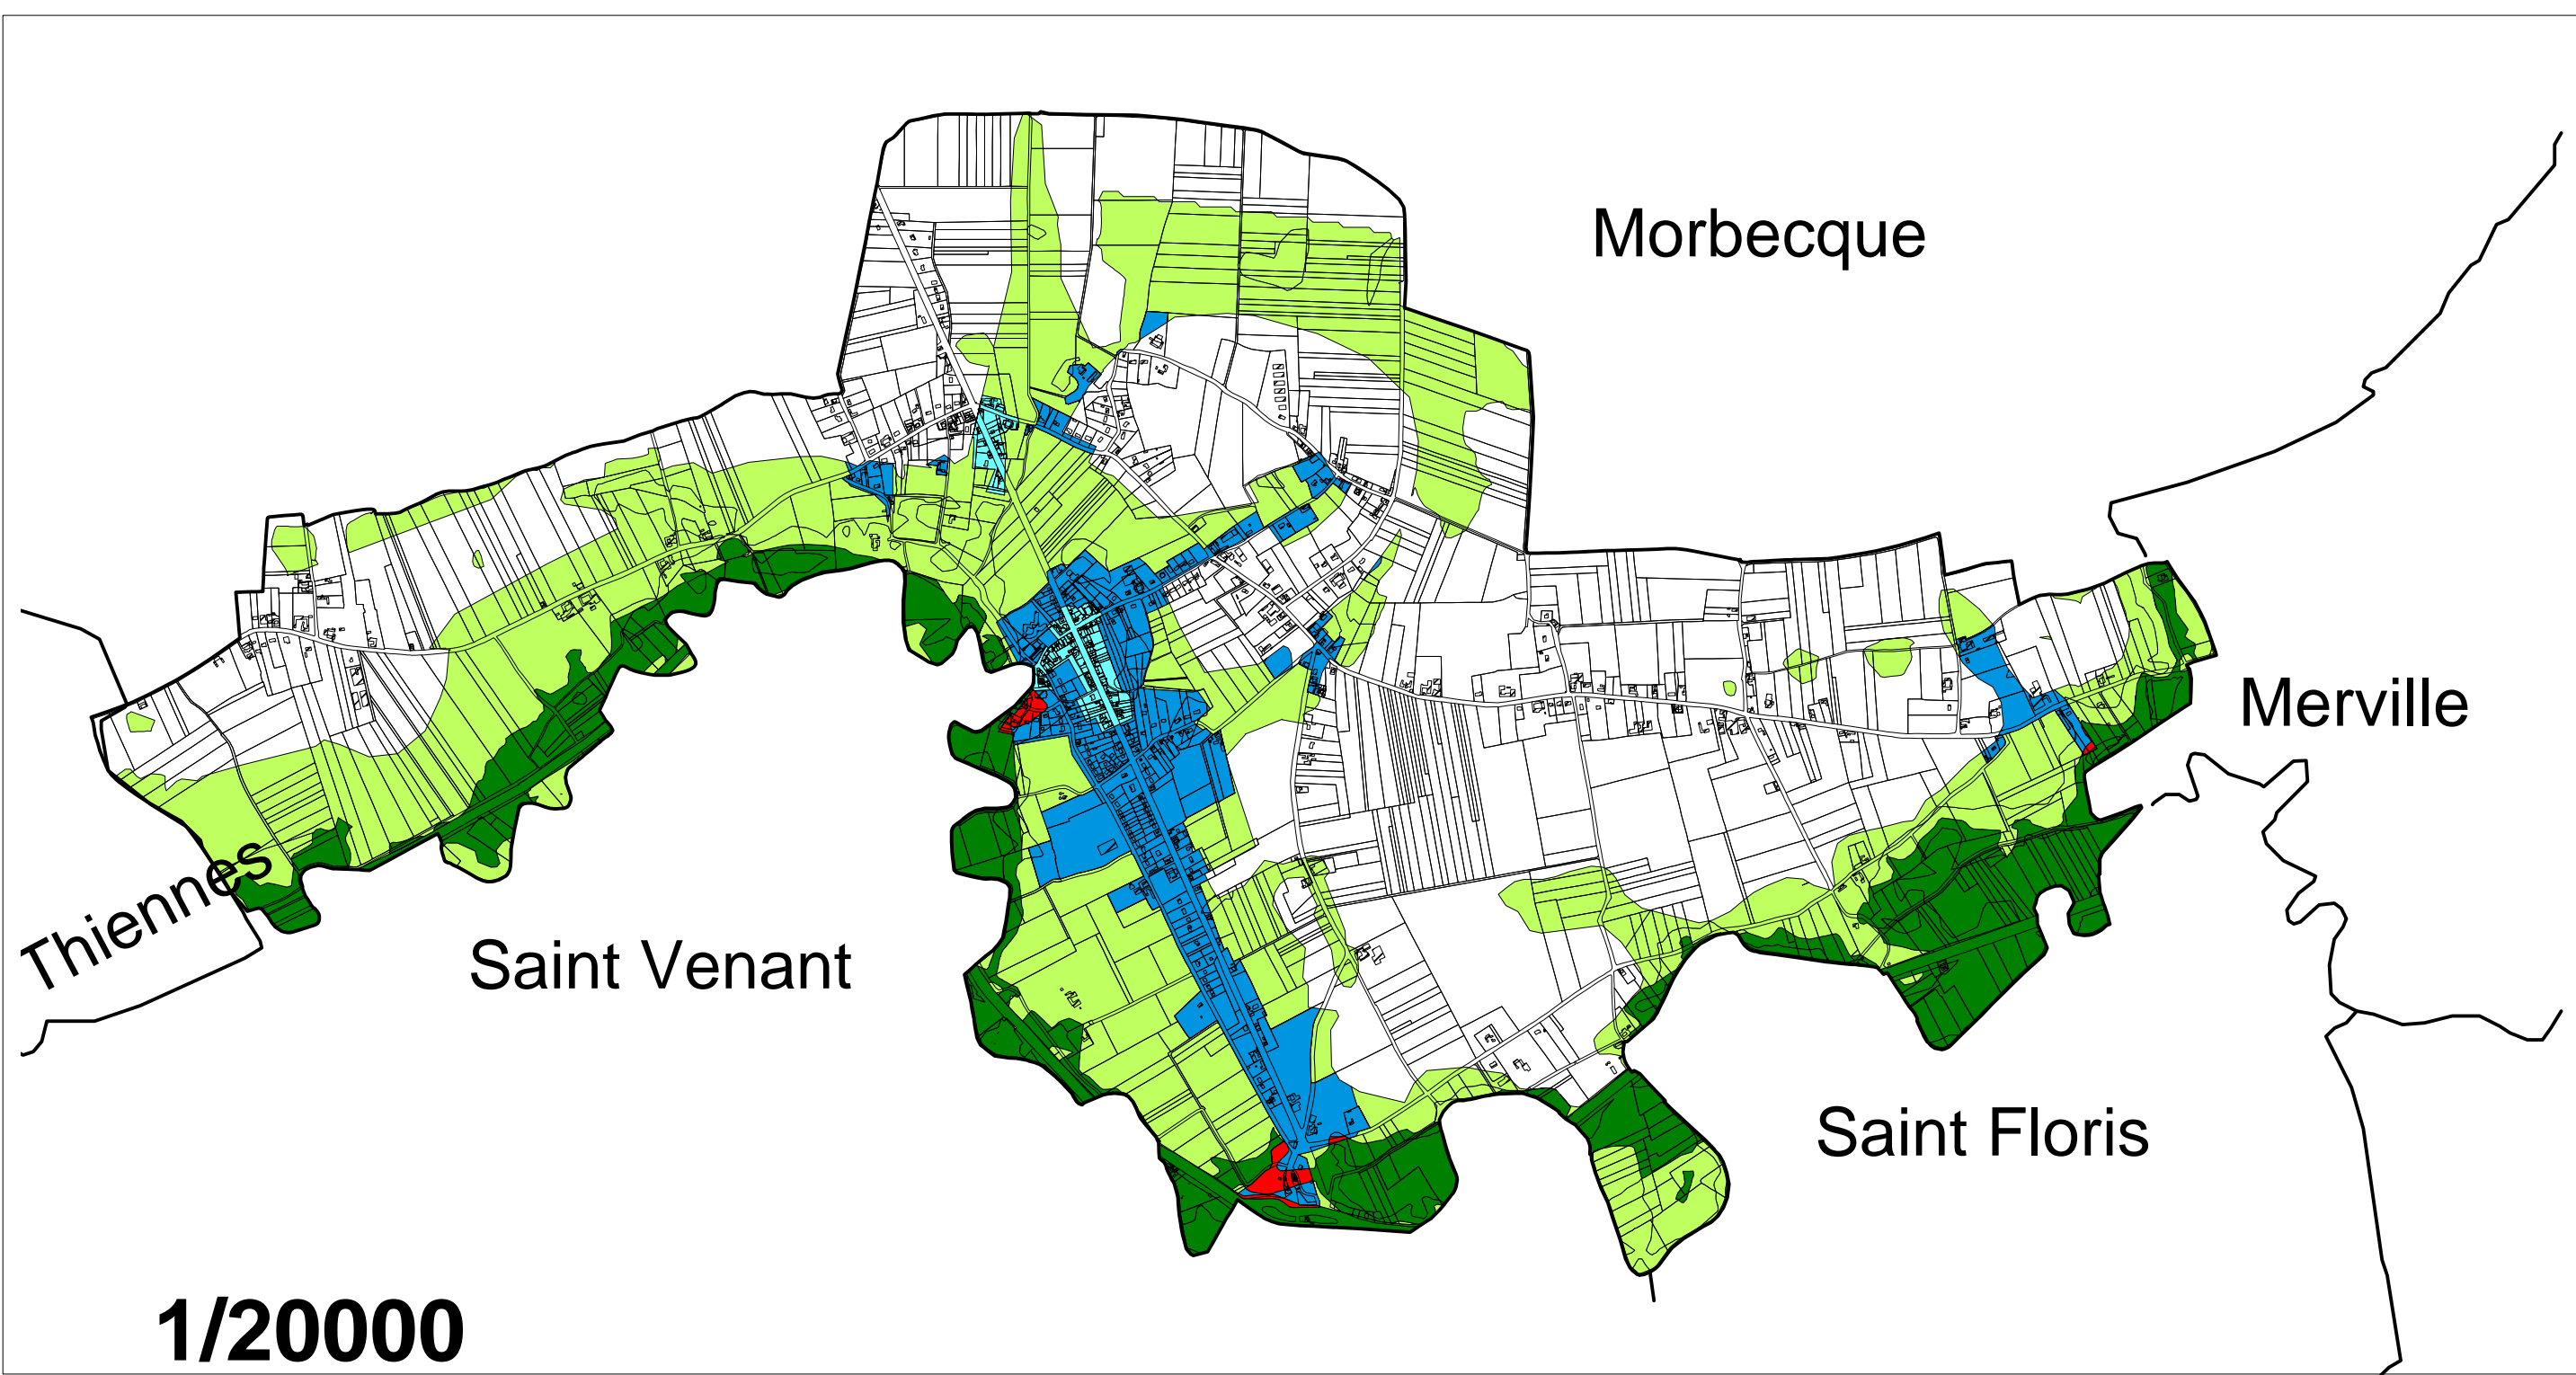 Morbecque
Merville
Thiennes
Saint Venant
Saint Floris
1/20000